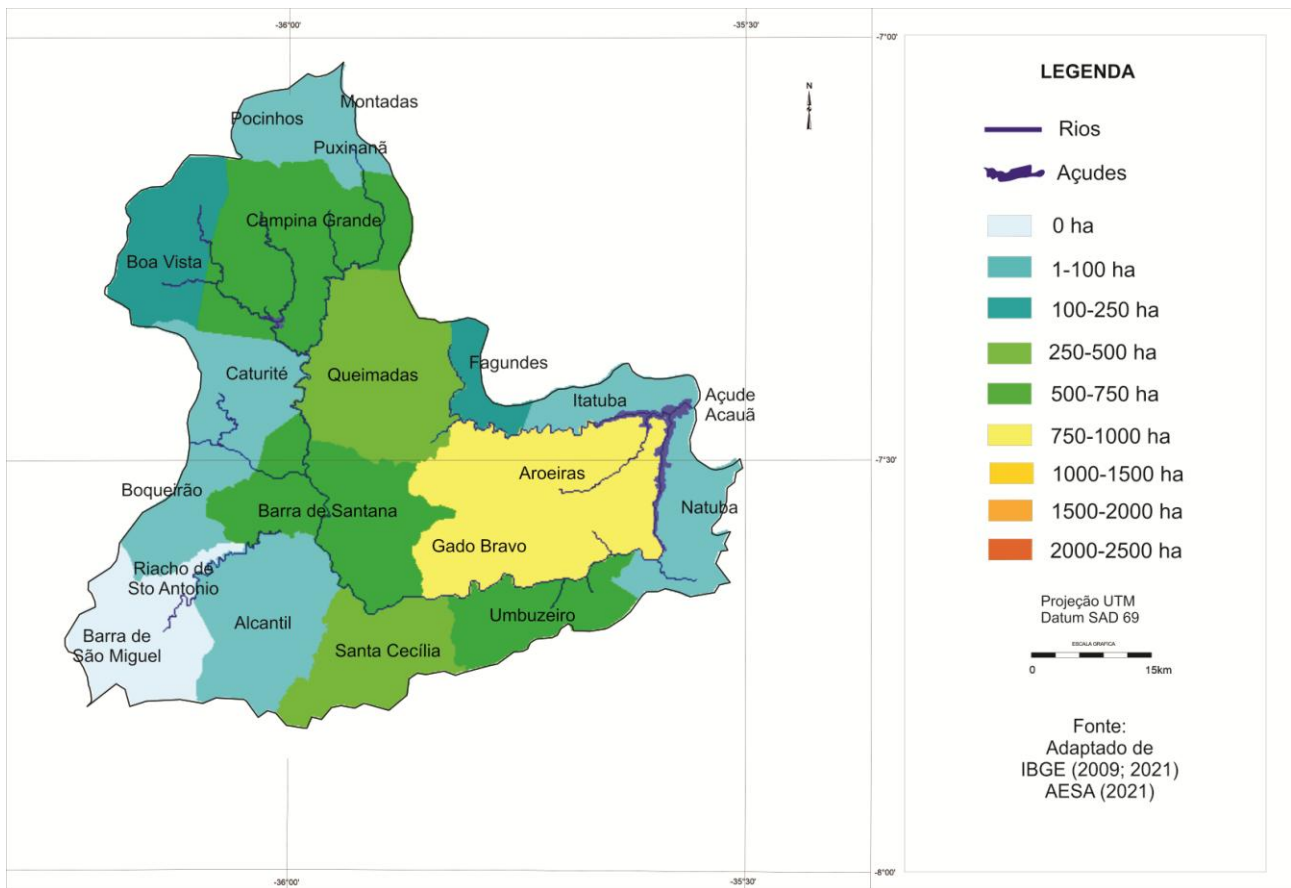 -36°00'
-35°30'
-7°00'
Montadas
Pocinhos
Puxinanã
N
Campina Grande
Boa Vista
Fagundes
Caturité
Queimadas
Itatuba
Açude
Acauã
-7°30'
Aroeiras
Boqueirão
Barra de Santana
Natuba
Gado Bravo
Riacho de
Sto Antonio
Alcantil
Umbuzeiro
Barra de
São Miguel
Santa Cecília
-8°00'
-36°00'
-35°30'
LEGENDA
Rios
Açudes
0 ha
1-100 ha
100-250 ha
250-500 ha
500-750 ha
750-1000 ha
1000-1500 ha
1500-2000 ha
2000-2500 ha
Projeção UTM
Datum SAD 69
ESCALA GRAFICA
0 15km
Fonte:
Adaptado de
IBGE (2009; 2021)
AESA (2021)